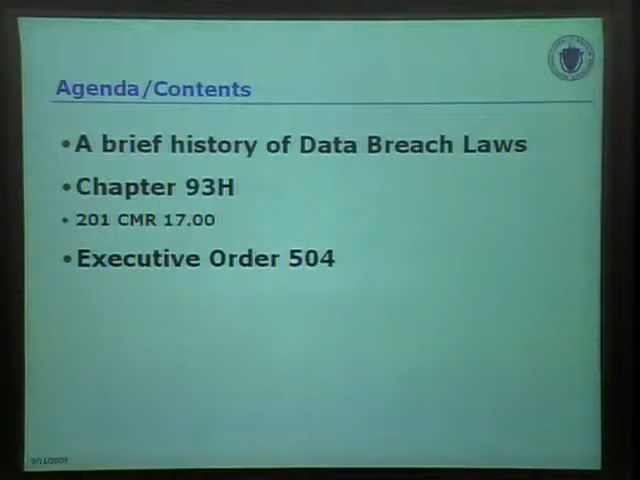 Agenda/Contents
•A brief history of Data Breach Laws
•Chapter 93H
• 201 CMR 17.00
•Executive Order 504